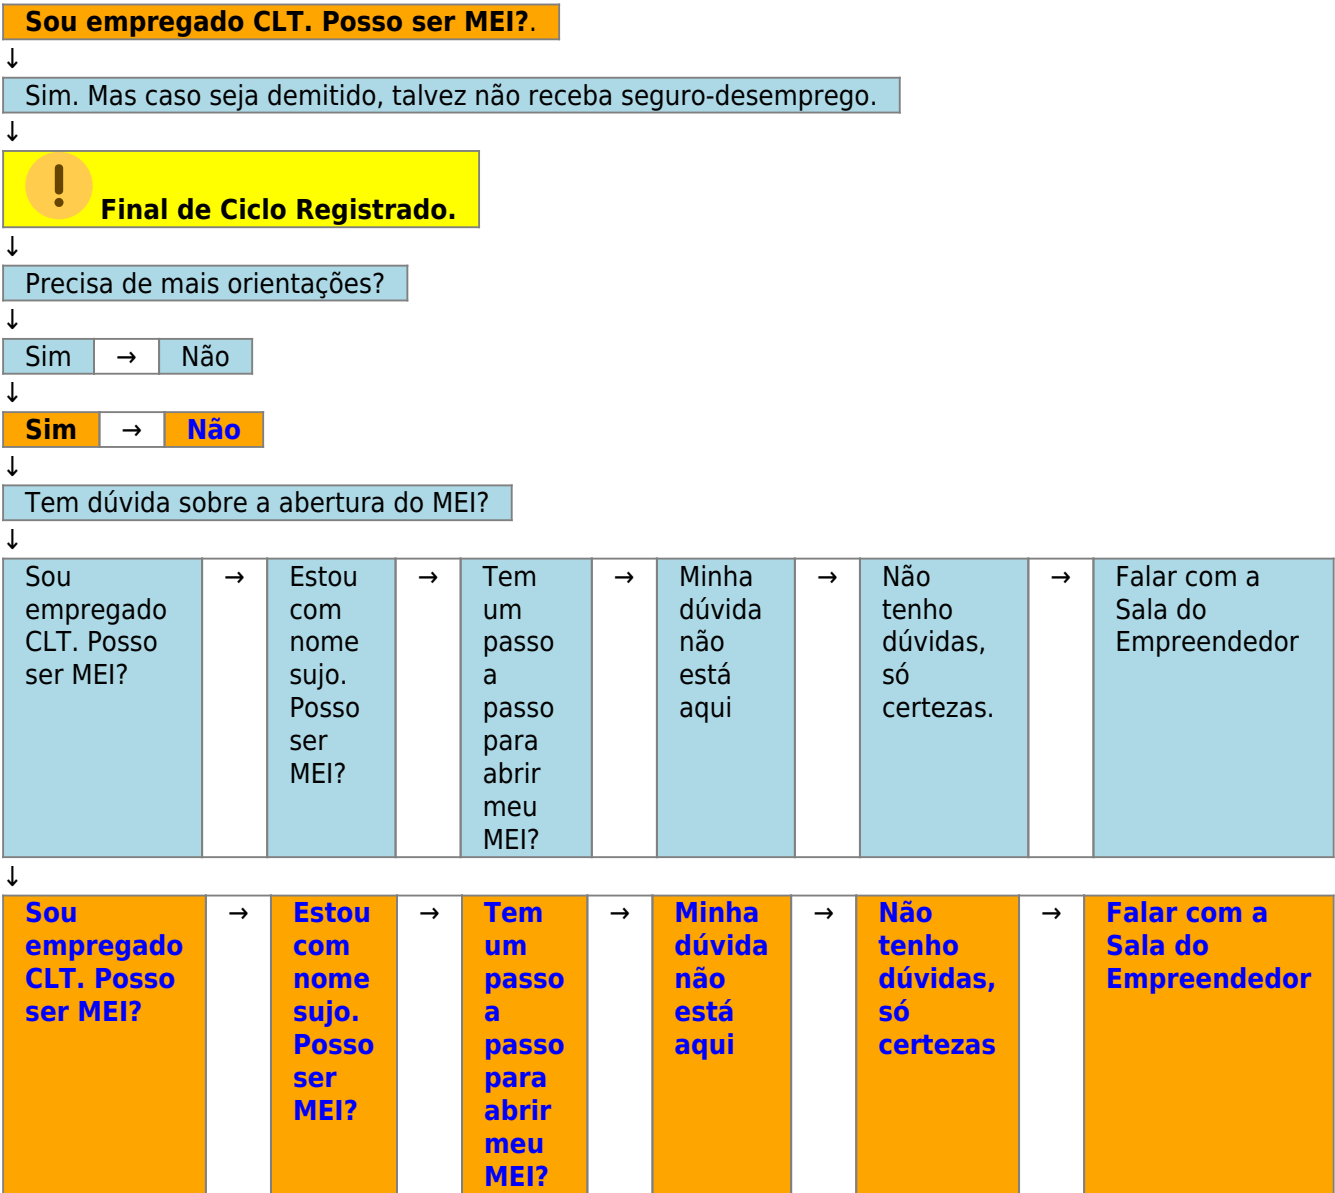 Sou empregado CLT. Posso ser MEI?.
↓
Sim. Mas caso seja demitido, talvez não receba seguro-desemprego.
↓
Final de Ciclo Registrado.
↓
Precisa de mais orientações?
↓
Sim → Não
↓
Sim → Não
↓
Tem dúvida sobre a abertura do MEI?
↓
Sou
empregado
CLT. Posso
ser MEI?
→
Estou
com
nome
sujo.
Posso
ser
MEI?
→
Tem
um
passo
a
passo
para
abrir
meu
MEI?
→
Minha
dúvida
não
está
aqui
→
Não
tenho
dúvidas,
só
certezas.
→
Falar com a
Sala do
Empreendedor
↓
Sou
empregado
CLT. Posso
ser MEI?
→
Estou
com
nome
sujo.
Posso
ser
MEI?
→
Tem
um
passo
a
passo
para
abrir
meu
MEI?
→
Minha
dúvida
não
está
aqui
→
Não
tenho
dúvidas,
só
certezas
→
Falar com a
Sala do
Empreendedor